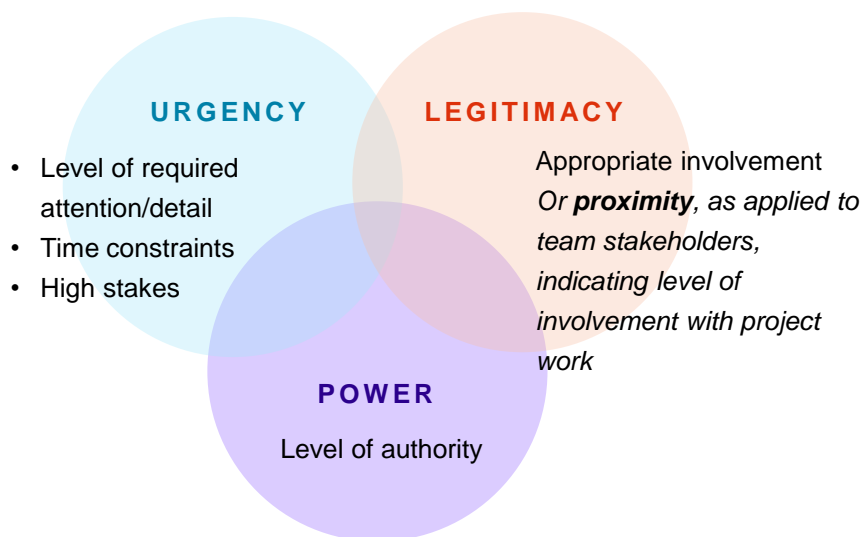 URGENCY
• Level of required
attention/detail
• Time constraints
• High stakes
LEGITIMACY
Appropriate involvement
Or proximity, as applied to
team stakeholders,
indicating level of
involvement with project
work
POWER
Level of authority